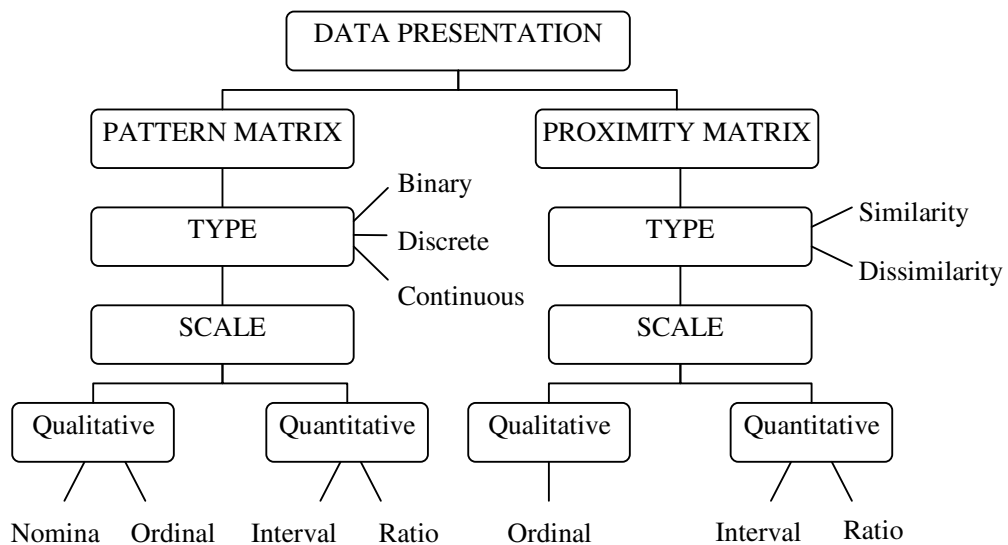 DATA PRESENTATION
PATTERN MATRIX
PROXIMITY MATRIX
Binary
TYPE
Discrete
Continuous
TYPE
Similarity
Dissimilarity
SCALE
SCALE
Qualitative
Quantitative
Qualitative
Quantitative
Nomina
Ordinal
Interval
Ratio
Ordinal
Interval
Ratio